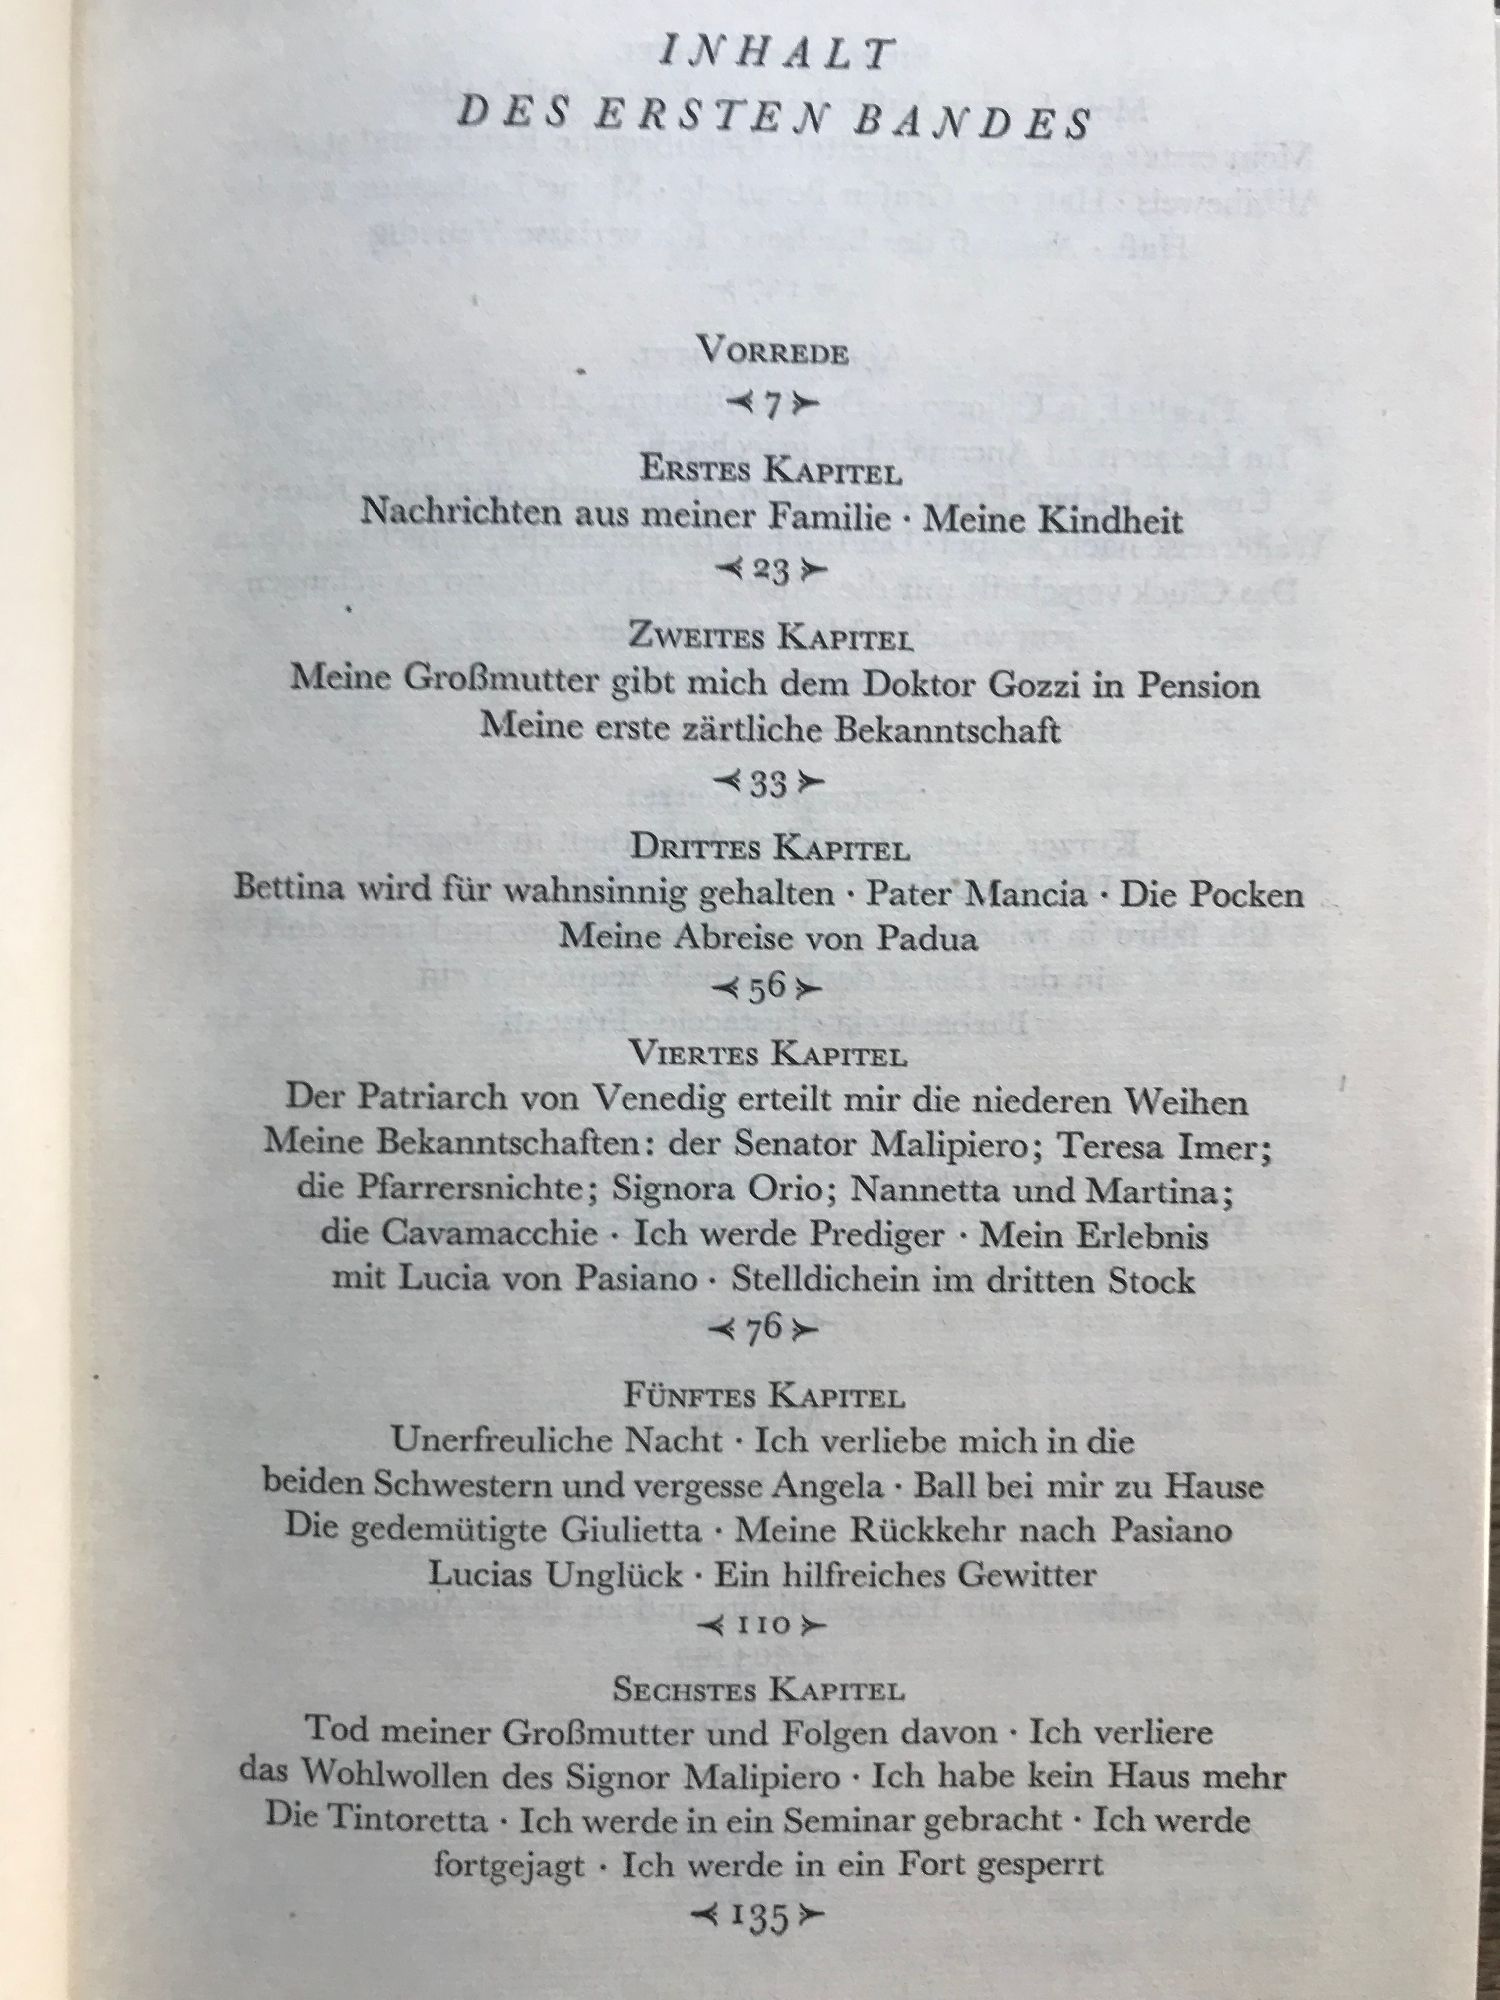 INHALT
DES ERSTEN BANDES
VORREDE
⤙ 7 ⤚
ERSTES KAPITEL
Nachrichten aus meiner Familie · Meine Kindheit
⤙ 23 ⤚
ZWEITES KAPITEL
Meine Großmutter gibt mich dem Doktor Gozzi in Pension
Meine erste zärtliche Bekanntschaft
⤙ 33 ⤚
DRITTES KAPITEL
Bettina wird für wahnsinnig gehalten · Pater Mancia · Die Pocken
Meine Abreise von Padua
⤙ 56 ⤚
VIERTES KAPITEL
Der Patriarch von Venedig erteilt mir die niederen Weihen
Meine Bekanntschaften: der Senator Malipiero; Teresa Imer;
die Pfarrersnichte; Signora Orio; Nannetta und Martina;
die Cavamacchie · Ich werde Prediger · Mein Erlebnis
mit Lucia von Pasiano · Stelldichein im dritten Stock
⤙ 76 ⤚
FÜNFTES KAPITEL
Unerfreuliche Nacht · Ich verliebe mich in die
beiden Schwestern und vergesse Angela · Ball bei mir zu Hause
Die gedemütigte Giulietta · Meine Rückkehr nach Pasiano
Lucias Unglück · Ein hilfreiches Gewitter
⤙ 110 ⤚
SECHSTES KAPITEL
Tod meiner Großmutter und Folgen davon · Ich verliere
das Wohlwollen des Signor Malipiero · Ich habe kein Haus mehr
Die Tintoretta · Ich werde in ein Seminar gebracht · Ich werde
fortgejagt · Ich werde in ein Fort gesperrt
⤙ 135 ⤚